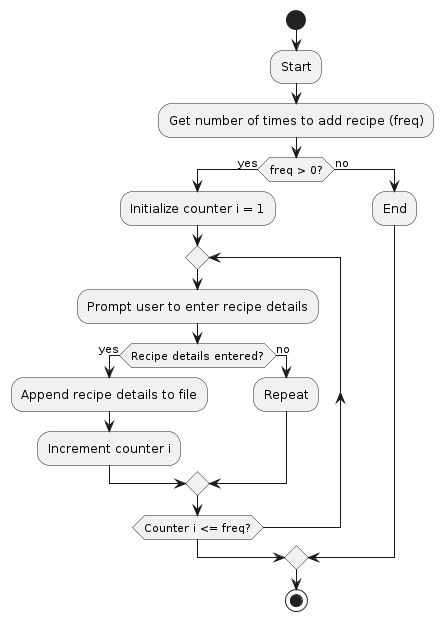 Start
Get number of times to add recipe (freq)
yes
freq > 0?
no
Initialize counter i = 1
End
Prompt user to enter recipe details
yes
Recipe details entered?
no
Append recipe details to file
Repeat
Increment counter i
Counter i <= freq?